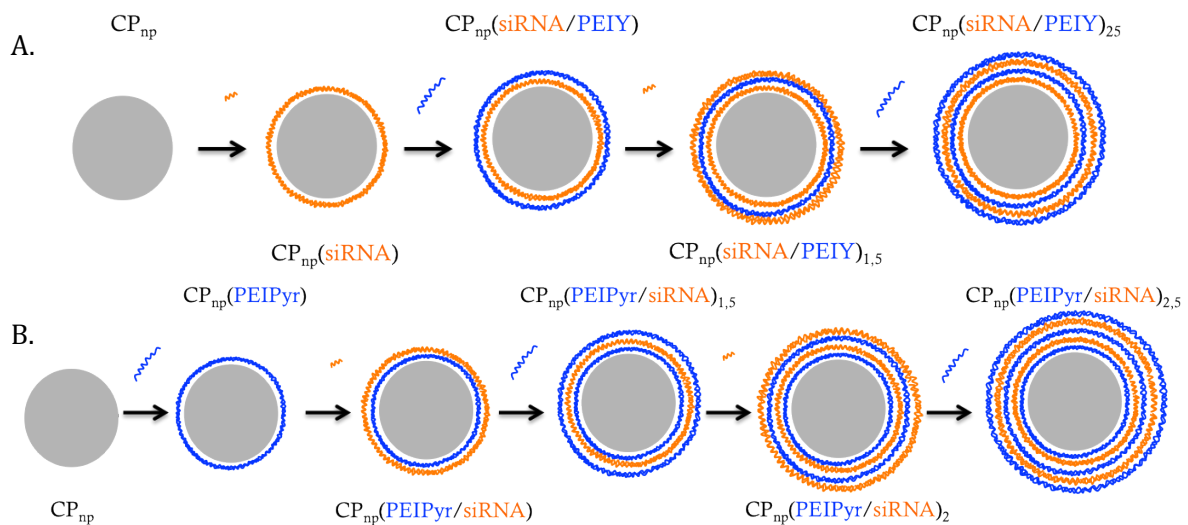 A.
CPnp
CPnp(siRNA/PEIY)
CPnp(siRNA/PEIY)25
CPnp(siRNA)
CPnp(siRNA/PEIY)1,5
B.
CPnp(PEIPyr)
CPnp(PEIPyr/siRNA)1,5
CPnp(PEIPyr/siRNA)2,5
CPnp
CPnp(PEIPyr/siRNA)
CPnp(PEIPyr/siRNA)2